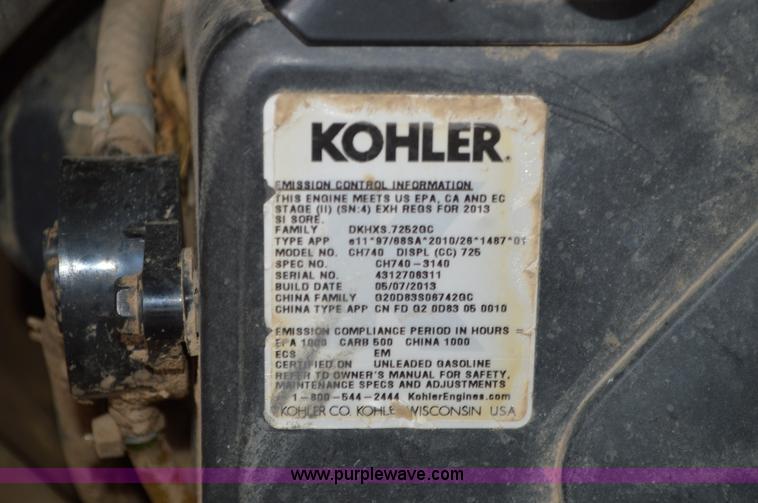 KOHLER.
EMISSION CONTROL INFORMATION
THIS ENGINE MEETS US EPA, CA AND EC
STAGE (II) (SN:4) EXH REGS FOR 2013
SI SORE.
FAMILY DKHXS.7252GC
TYPE APP e11*97/68SA*2010/26*1487*01
MODEL NO. CH740 DISPL (CC) 725
SPEC NO. CH740-3140
SERIAL NO. 4312708311
BUILD DATE 05/07/2013
CHINA FAMILY G20D83S06742GC
CHINA TYPE APP CN FD G2 0D83 05 0010
EMISSION COMPLIANCE PERIOD IN HOURS =
EPA 1000 CARB 500 CHINA 1000
ECS EM
CERTIFIED ON UNLEADED GASOLINE
REFER TO OWNER'S MANUAL FOR SAFETY,
MAINTENANCE SPECS AND ADJUSTMENTS
1-800-544-2444 KohlerEngines.com
KOHLER CO. KOHLE WISCONSIN USA
www.purplewave.com